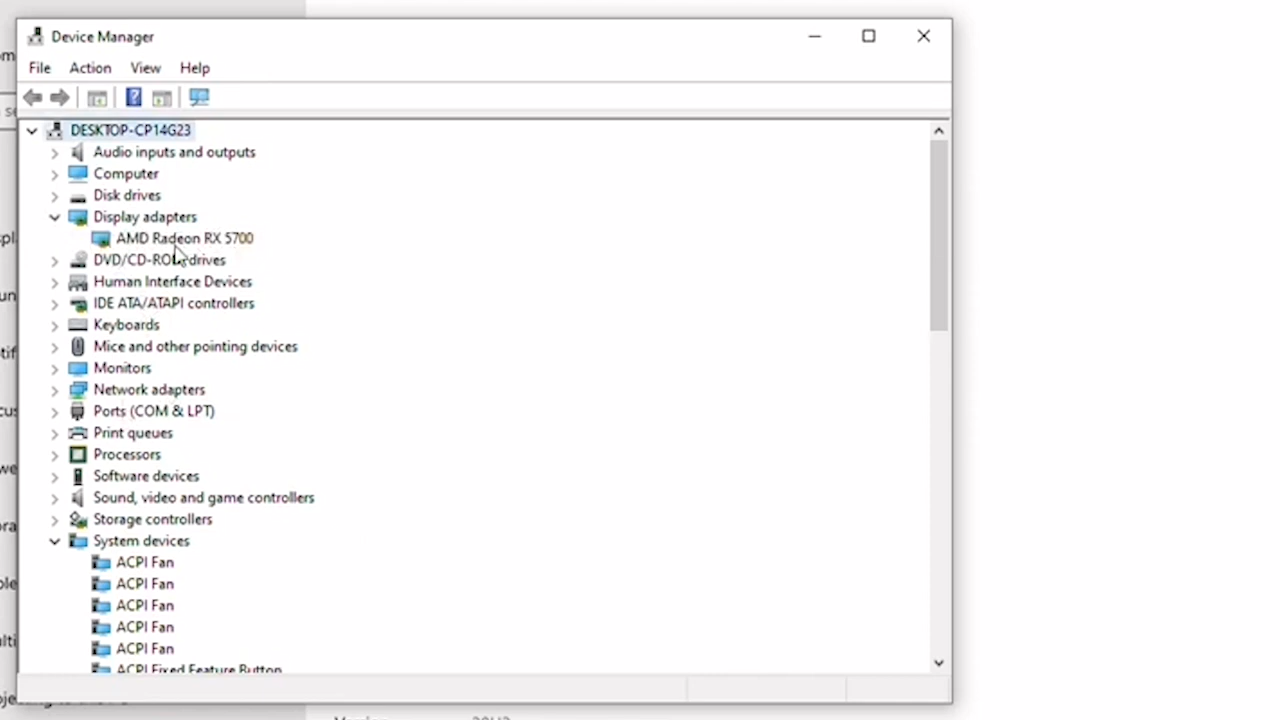 Device Manager
File Action View Help
DESKTOP-CP14G23
Audio inputs and outputs
Computer
Disk drives
Display adapters
AMD Radeon RX 5700
DVD/CD-ROM drives
Human Interface Devices
IDE ATA/ATAPI controllers
Keyboards
Mice and other pointing devices
Monitors
Network adapters
Ports (COM & LPT)
Print queues
Processors
Software devices
Sound, video and game controllers
Storage controllers
System devices
ACPI Fan
ACPI Fan
ACPI Fan
ACPI Fan
ACPI Fan
ACPI Fixed Feature Button